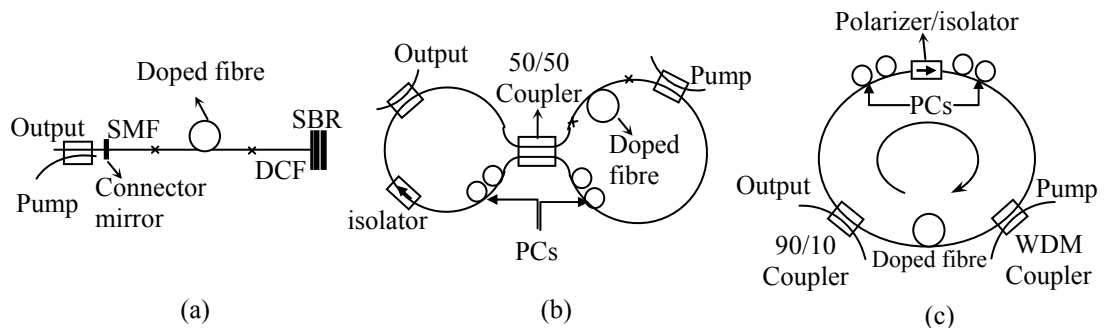 Doped fibre
Output
SMF
SBR
DCF
Pump
Connector
mirror
(a)
Output
50/50
Coupler
Pump
Doped
fibre
isolator
PCs
(b)
Polarizer/isolator
PCs
Output
Pump
90/10
Coupler
Doped fibre
WDM
Coupler
(c)